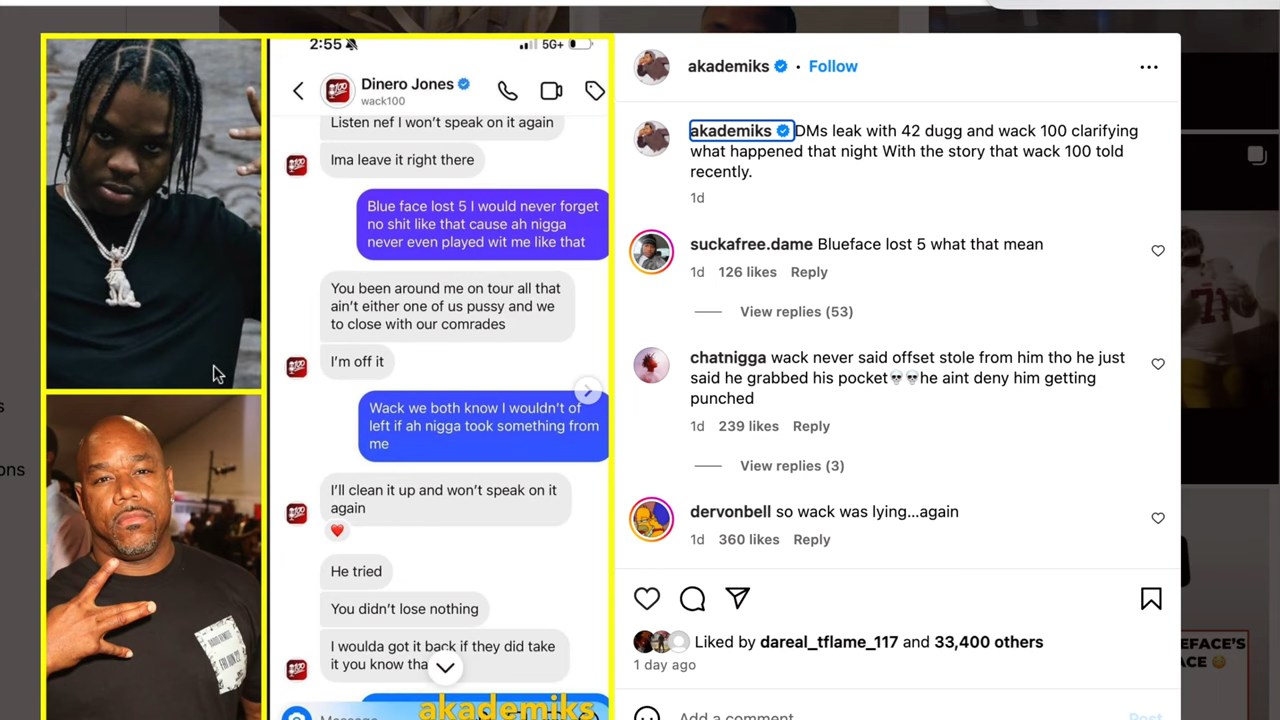 2:55
5G+
Dinero Jones
wack100
Listen nef I won't speak on it again
Ima leave it right there
Blue face lost 5 I would never forget
no shit like that cause ah nigga
never even played wit me like that
You been around me on tour all that
ain't either one of us pussy and we
to close with our comrades
I'm off it
Wack we both know I wouldn't of
left if ah nigga took something from
me
I'll clean it up and won't speak on it
again
He tried
You didn't lose nothing
I woulda got it back if they did take
it you know tha
Message
akademiks
akademiks • Follow
akademiks DMs leak with 42 dugg and wack 100 clarifying
what happened that night With the story that wack 100 told
recently.
1d
suckafree.dame Blueface lost 5 what that mean
1d 126 likes Reply
View replies (53)
chatnigga wack never said offset stole from him tho he just
said he grabbed his pocket💀💀he aint deny him getting
punched
1d 239 likes Reply
View replies (3)
dervonbell so wack was lying...again
1d 360 likes Reply
Liked by dareal_tflame_117 and 33,400 others
1 day ago
Add a comment...
Post
s
ons
71
EFACE'S
ACE